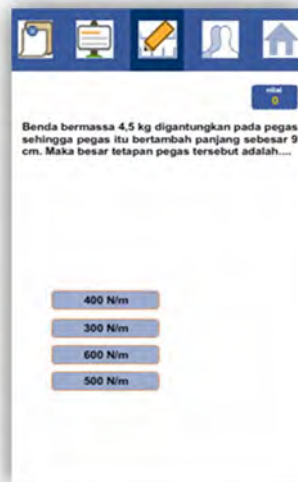 nilai
0
Benda bermassa 4,5 kg digantungkan pada pegas
sehingga pegas itu bertambah panjang sebesar 9
cm. Maka besar tetapan pegas tersebut adalah....
400 N/m
300 N/m
600 N/m
500 N/m